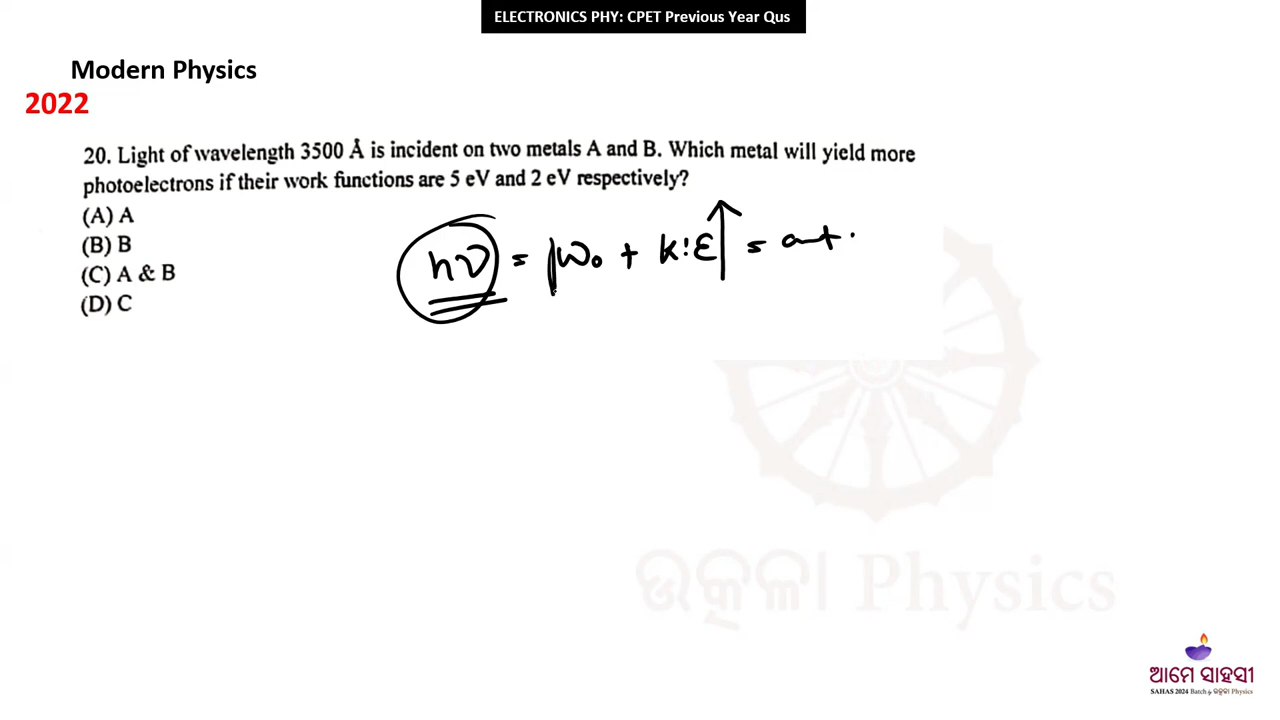 ELECTRONICS PHY: CPET Previous Year Qus
Modern Physics
2022
20. Light of wavelength 3500 Å is incident on two metals A and B. Which metal will yield more
photoelectrons if their work functions are 5 eV and 2 eV respectively?
(A) A
(B) B
(C) A & B
(D) C
hν = W₀ + K.E =
ଉତ୍କଳୀ Physics
ଆମେ ସାହସୀ
SAHAS 2024 Batch by ଉତ୍କଳୀ Physics